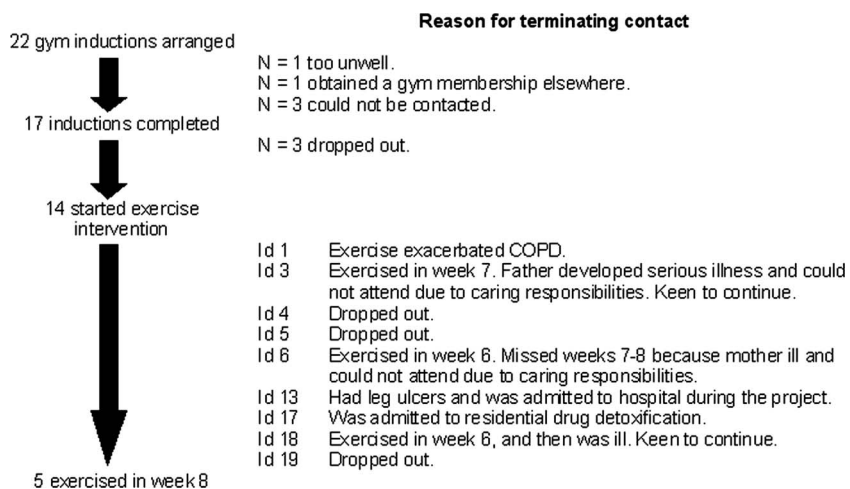 Reason for terminating contact
22 gym inductions arranged
N = 1 too unwell.
N = 1 obtained a gym membership elsewhere.
N = 3 could not be contacted.
17 inductions completed
N = 3 dropped out.
14 started exercise
intervention
Id 1 Exercise exacerbated COPD.
Id 3 Exercised in week 7. Father developed serious illness and could
not attend due to caring responsibilities. Keen to continue.
Id 4 Dropped out.
Id 5 Dropped out.
Id 6 Exercised in week 6. Missed weeks 7-8 because mother ill and
could not attend due to caring responsibilities.
Id 13 Had leg ulcers and was admitted to hospital during the project.
Id 17 Was admitted to residential drug detoxification.
Id 18 Exercised in week 6, and then was ill. Keen to continue.
Id 19 Dropped out.
5 exercised in week 8